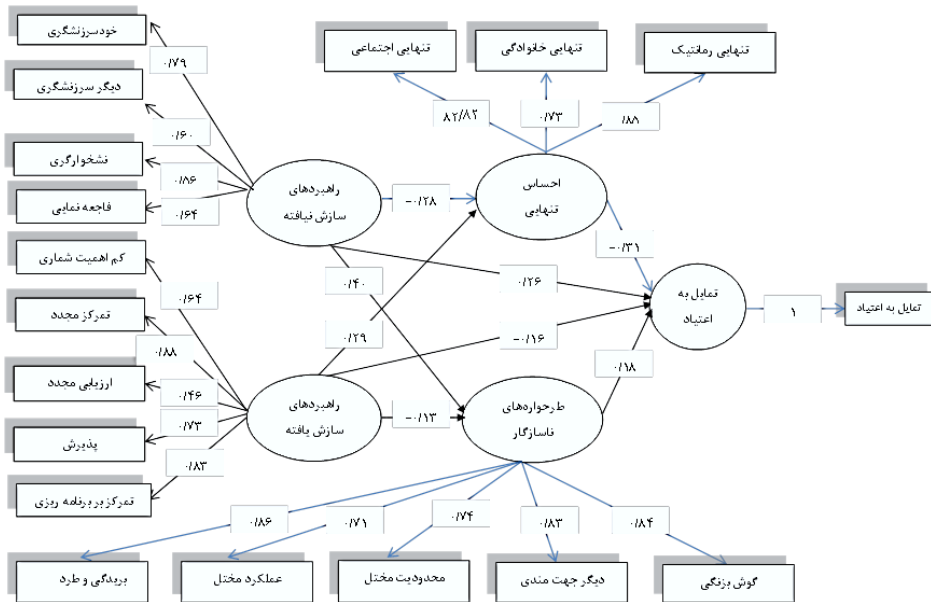 خودسرزنشگری
دیگر سرزنشگری
نشخوارگری
فاجعه نمایی
کم اهمیت شماری
تمرکز مجدد
ارزیابی مجدد
پذیرش
تمرکز بر برنامه ریزی
۰/۷۹
۰/۶۰
۰/۸۶
۰/۶۴
۰/۶۴
۰/۸۸
۰/۴۶
۰/۷۳
۰/۸۳
راهبردهای
سازش نیافته
راهبردهای
سازش یافته
تنهایی اجتماعی
تنهایی خانوادگی
تنهایی رمانتیک
۸۲/۸۲
۰/۷۳
۰/۸۸
احساس
تنهایی
-۰/۲۸
-۰/۳۱
۰/۴۰
۰/۲۶
۰/۲۹
-۰/۱۶
-۰/۱۳
۰/۱۸
تمایل به
اعتیاد
۱
تمایل به اعتیاد
طرحواردهای
ناسازگار
۰/۸۶
۰/۷۱
۰/۷۴
۰/۸۳
۰/۸۴
بریدگی و طرد
عملکرد مختل
محدودیت مختل
دیگر جهت مندی
گوش بزنگی